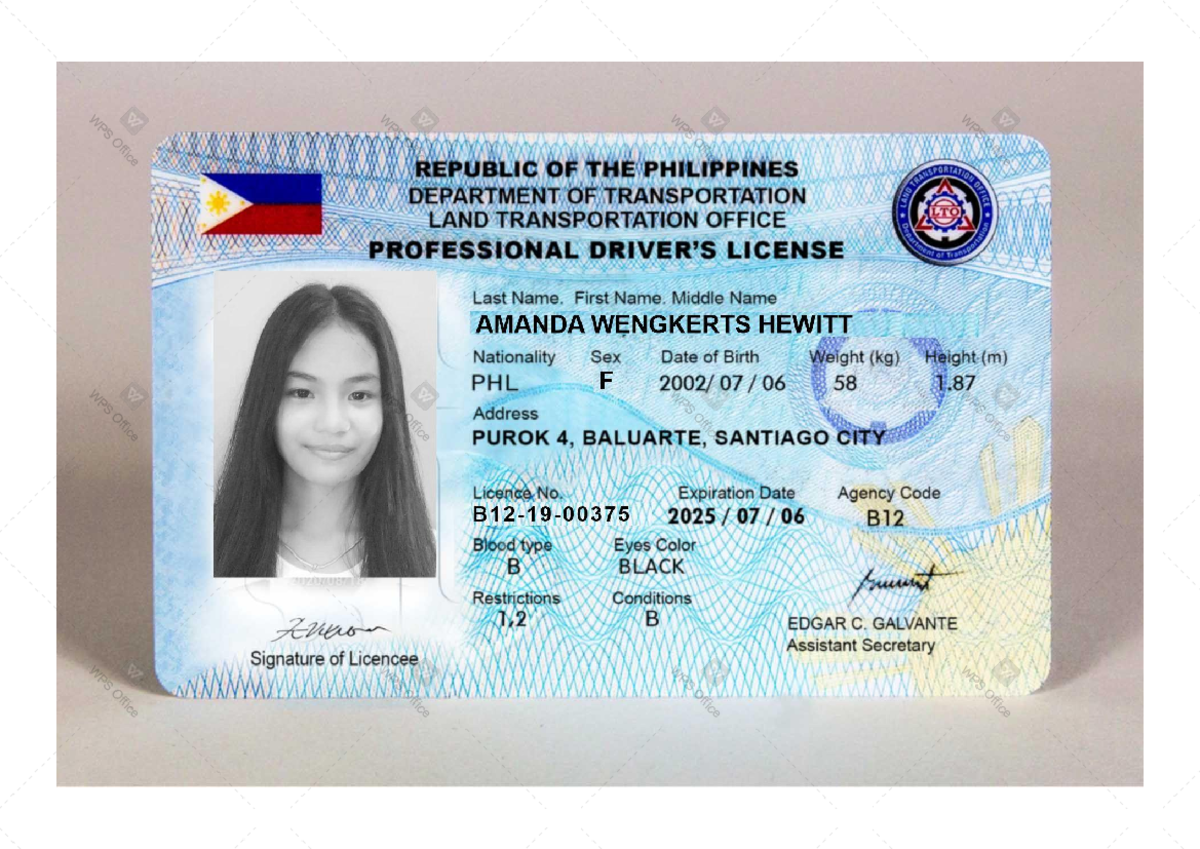 REPUBLIC OF THE PHILIPPINES
DEPARTMENT OF TRANSPORTATION
LAND TRANSPORTATION OFFICE
PROFESSIONAL DRIVER'S LICENSE
LAND TRANSPORTATION OFFICE
LTO
Department of Transportation
Last Name. First Name. Middle Name
AMANDA WENGKERTS HEWITT
Nationality Sex Date of Birth Weight (kg) Height (m)
PHL F 2002/ 07 / 06 58 1.87
Address
PUROK 4, BALUARTE, SANTIAGO CITY
Licence No. Expiration Date Agency Code
B12-19-00375 2025 / 07 / 06 B12
Blood type Eyes Color
B BLACK
Restrictions Conditions
1,2 B
EDGAR C. GALVANTE
Assistant Secretary
Signature of Licencee
WPS Office
WPS Office
WPS Office
WPS Office
WPS Office
WPS Office
WPS Office
WPS Office
WPS Office
WPS Office
WPS Office
WPS Office